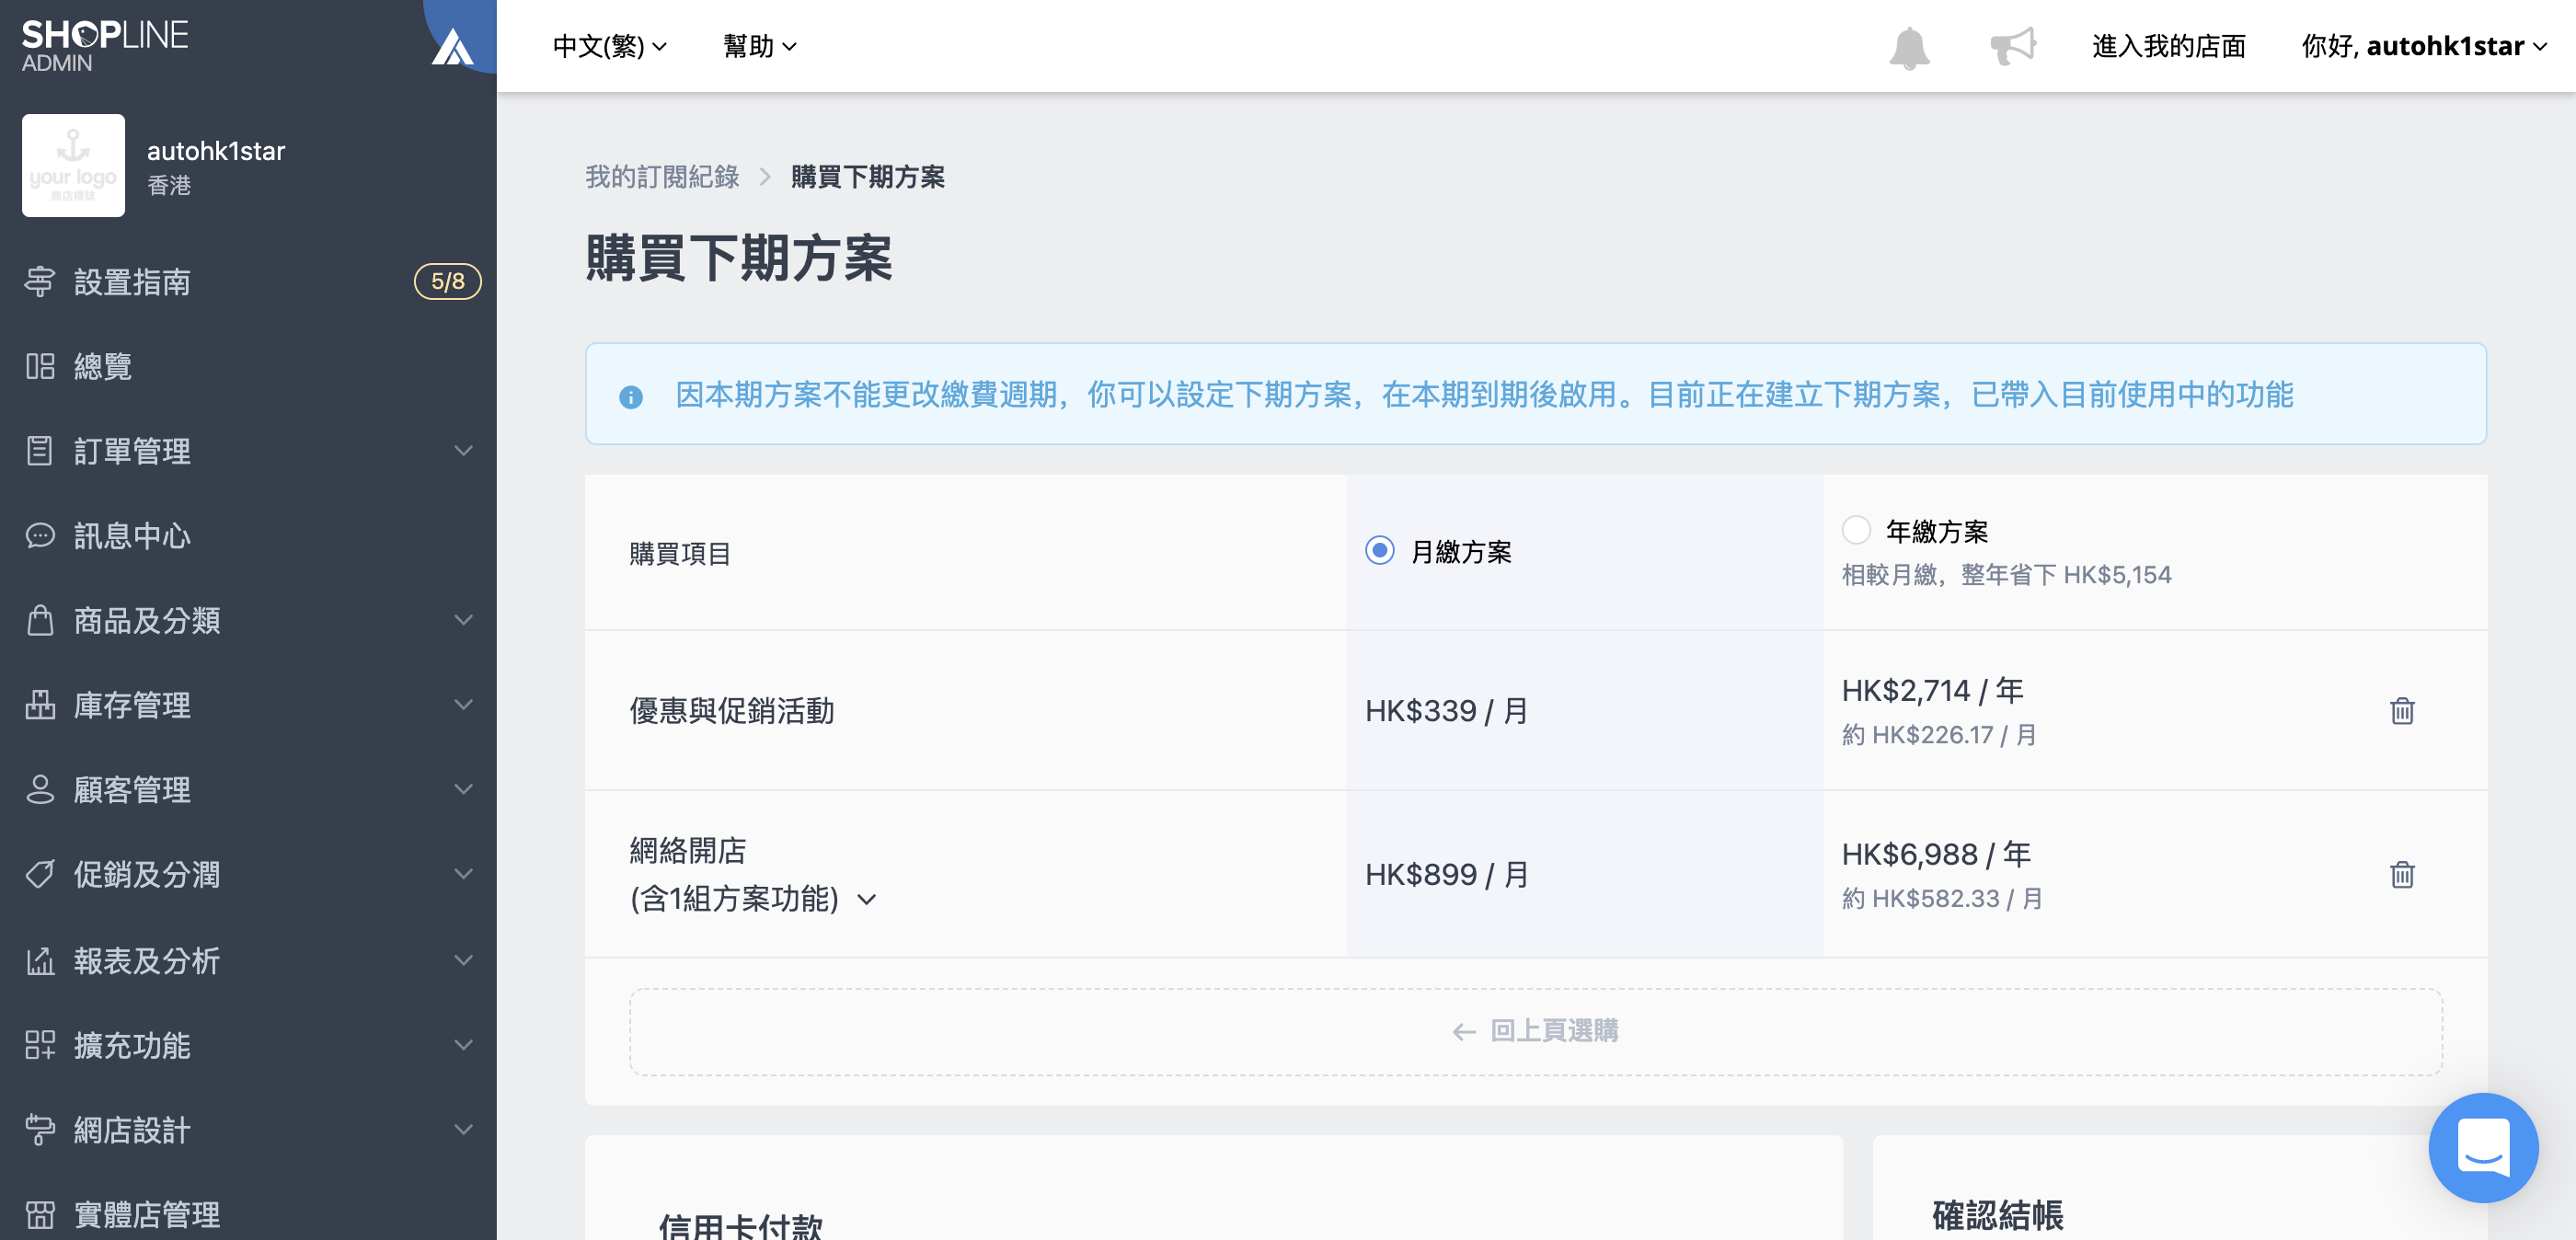 SHOPLINE
ADMIN
中文(繁)
幫助
進入我的店面
你好, autohk1star
your logo
商店標誌
autohk1star
香港
設置指南
5/8
總覽
訂單管理
訊息中心
商品及分類
庫存管理
顧客管理
促銷及分潤
報表及分析
擴充功能
網店設計
實體店管理
我的訂閱紀錄
購買下期方案
購買下期方案
因本期方案不能更改繳費週期，你可以設定下期方案，在本期到期後啟用。目前正在建立下期方案，已帶入目前使用中的功能
購買項目
月繳方案
年繳方案
相較月繳，整年省下 HK$5,154
優惠與促銷活動
HK$339 / 月
HK$2,714 / 年
約 HK$226.17 / 月
網絡開店
(含1組方案功能)
HK$899 / 月
HK$6,988 / 年
約 HK$582.33 / 月
回上頁選購
信用卡付款
確認結帳